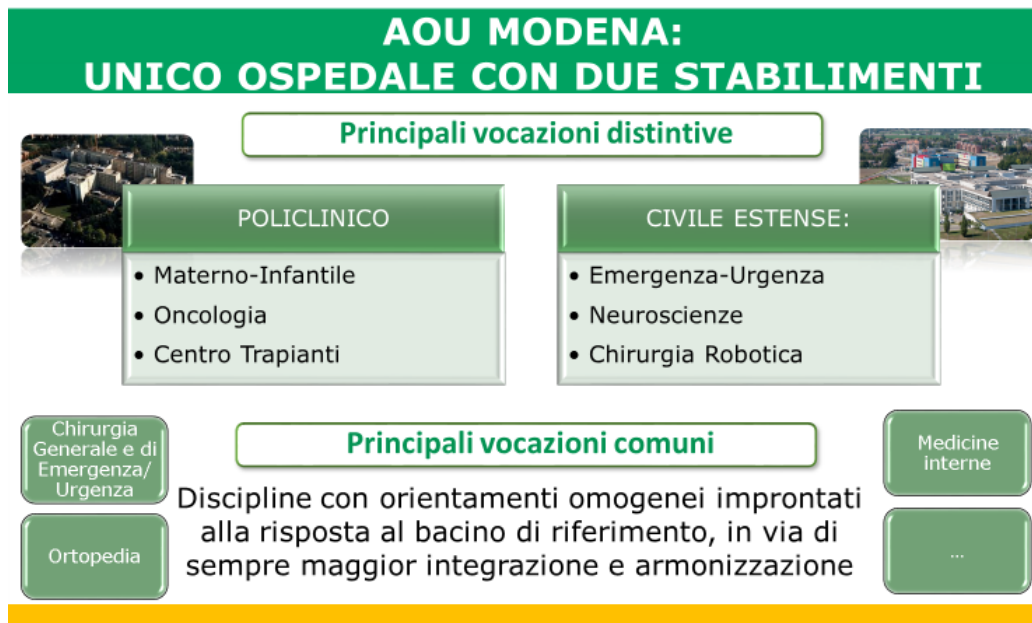 AOU MODENA:
UNICO OSPEDALE CON DUE STABILIMENTI
Principali vocazioni distintive
POLICLINICO
• Materno-Infantile
• Oncologia
• Centro Trapianti
CIVILE ESTENSE:
• Emergenza-Urgenza
• Neuroscienze
• Chirurgia Robotica
Chirurgia
Generale e di
Emergenza/
Urgenza
Ortopedia
Principali vocazioni comuni
Discipline con orientamenti omogenei improntati
alla risposta al bacino di riferimento, in via di
sempre maggior integrazione e armonizzazione
Medicine
interne
...